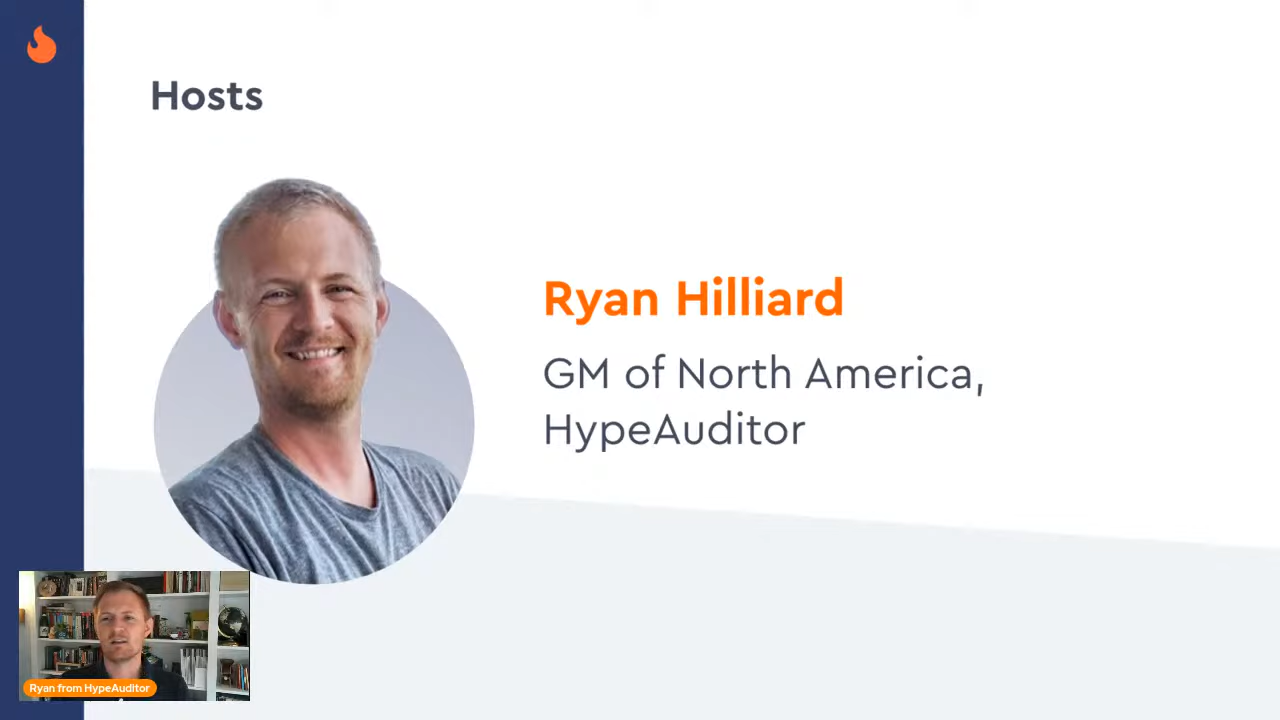 Hosts
Ryan Hilliard
GM of North America,
HypeAuditor
Ryan from HypeAuditor